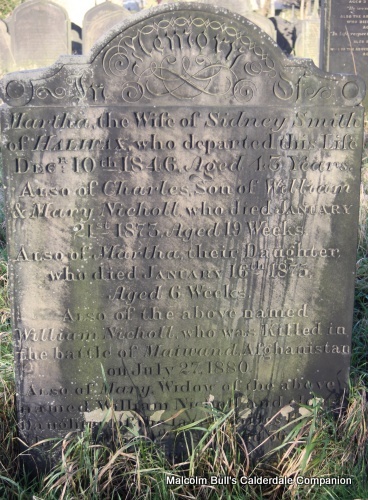 In Memory Of
Martha, the Wife of Sidney Smith
of HALIFAX, who departed this Life
DECR. 10th 1846, Aged 43 Years.
Also of Charles, Son of William
& Mary Nicholl, who died JANUARY
21st 1873, Aged 19 Weeks.
Also of Martha, their Daughter,
who died JANUARY 16th 1875,
Aged 6 Weeks.
Also of the above named
William Nicholl, who was Killed in
the battle of Maiwand, Afghanistan
on July 27, 1880.
Also of Mary, Widow of the above
named William
Malcolm Bull's Calderdale Companion